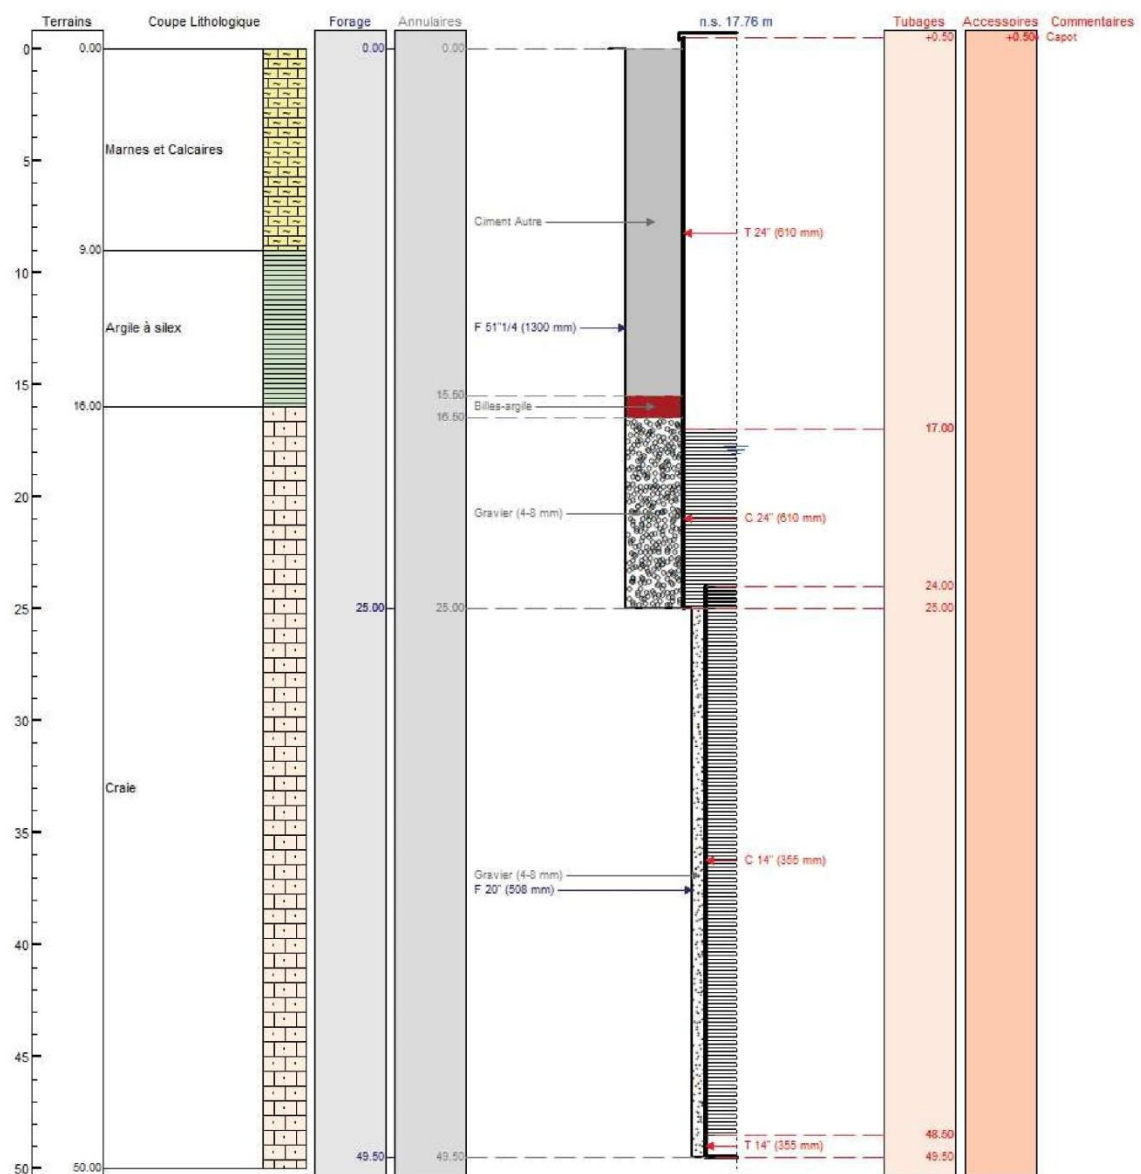 Terrains Coupe Lithologique Forage Annulaires n.s. 17.76 m Tubages Accessoires Commentaires
+0.50 +0.50 Capot
0 0.00 0.00 0.00
Marnes et Calcaires
5
Ciment Autre T 24" (610 mm)
9.00
10
Argile à silex F 51"1/4 (1300 mm)
15
15.50
16.00 Billes-argile
16.50
17.00
20
Gravier (4-8 mm) C 24" (610 mm)
24.00
25 25.00 25.00 25.00
30
Craie
35
C 14" (355 mm)
Gravier (4-8 mm)
F 20" (508 mm)
40
45
48.50
T 14" (355 mm)
49.50 49.50 49.50
50 50.00